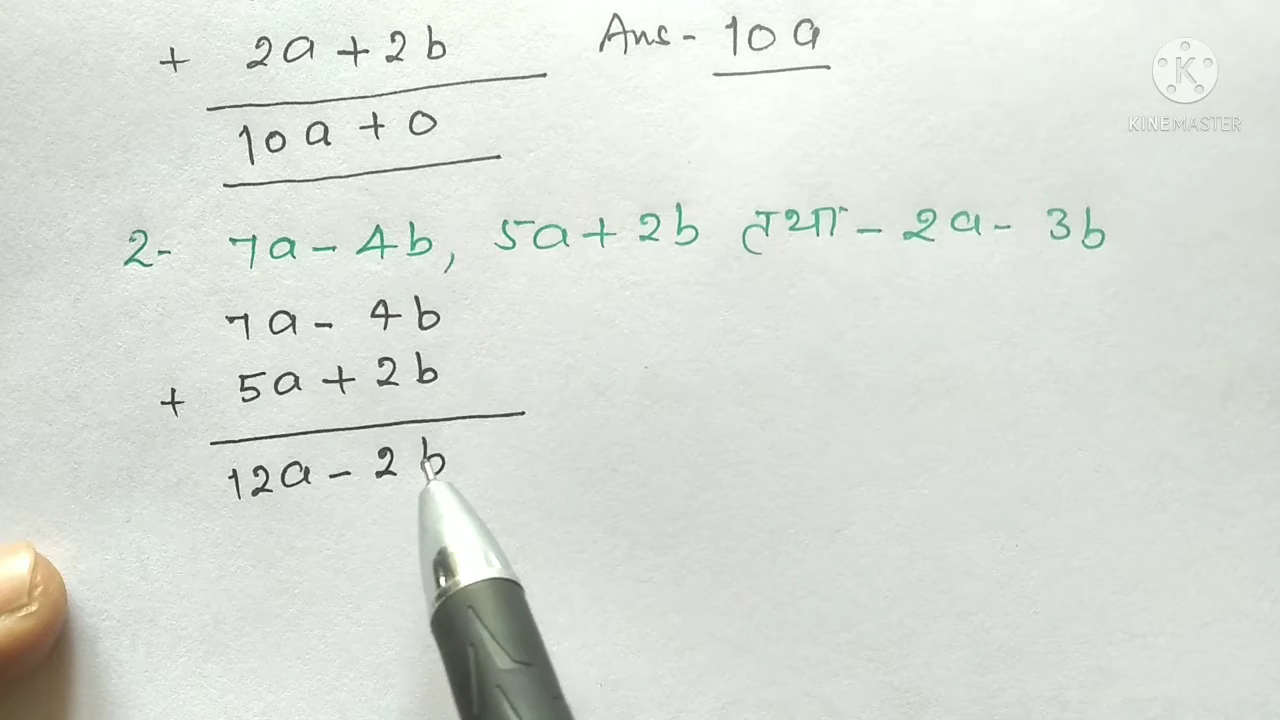 + 2a + 2b Ans - 10a
10a + 0
KINEMASTER
2- 7a - 4b, 5a + 2b तथा - 2a - 3b
7a - 4b
+ 5a + 2b
12a - 2b